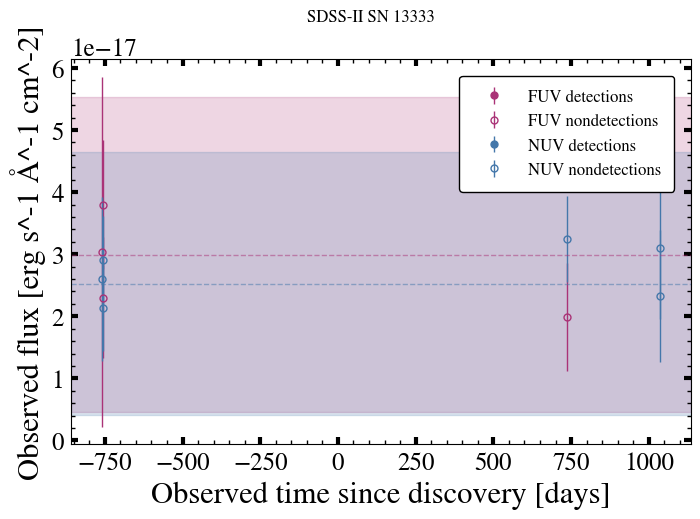 SDSS-II SN 13333
1e−17
Observed flux [erg s^-1 Å^-1 cm^-2]
6
5
4
3
2
1
0
FUV detections
FUV nondetections
NUV detections
NUV nondetections
−750 −500 −250 0 250 500 750 1000
Observed time since discovery [days]